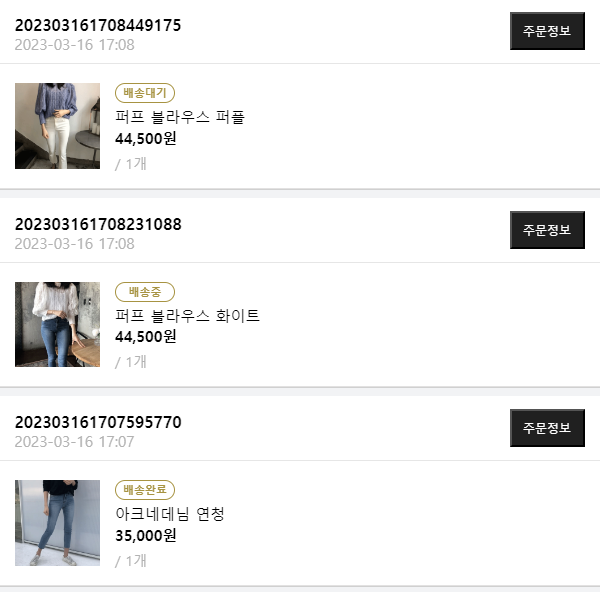 202303161708449175
2023-03-16 17:08
주문정보
배송대기
퍼프 블라우스 퍼플
44,500원
/ 1개
202303161708231088
2023-03-16 17:08
주문정보
배송중
퍼프 블라우스 화이트
44,500원
/ 1개
202303161707595770
2023-03-16 17:07
주문정보
배송완료
아크네데님 연청
35,000원
/ 1개